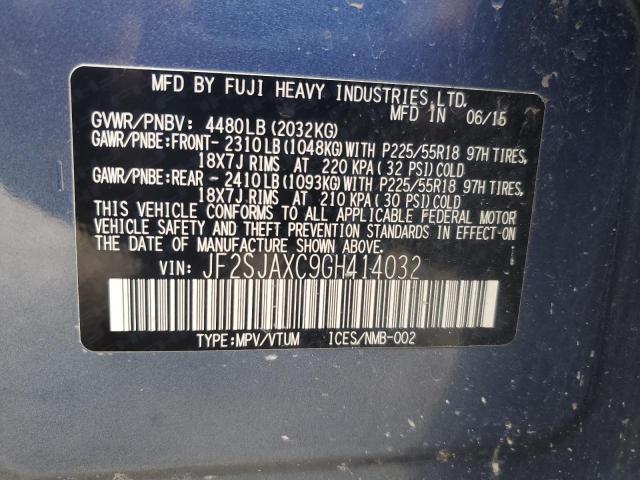 MFD BY FUJI HEAVY INDUSTRIES,LTD.
MFD IN 06/15
GVWR/PNBV: 4480LB(2032KG)
GAWR/PNBE:FRONT- 2310LB(1048KG)WITH P225/55R18 97H TIRES,
18X7J RIMS AT 220 KPA(32 PSI)COLD
GAWR/PNBE:REAR - 2410LB(1093KG)WITH P225/55R18 97H TIRES,
18X7J RIMS AT 210 KPA(30 PSI)COLD
THIS VEHICLE CONFORMS TO ALL APPLICABLE FEDERAL MOTOR
VEHICLE SAFETY AND THEFT PREVENTION STANDARDS IN EFFECT ON
THE DATE OF MANUFACTURE SHOWN ABOVE.
VIN: JF2SJAXC9GH414032
TYPE:MPV/VTUM ICES/NMB-002